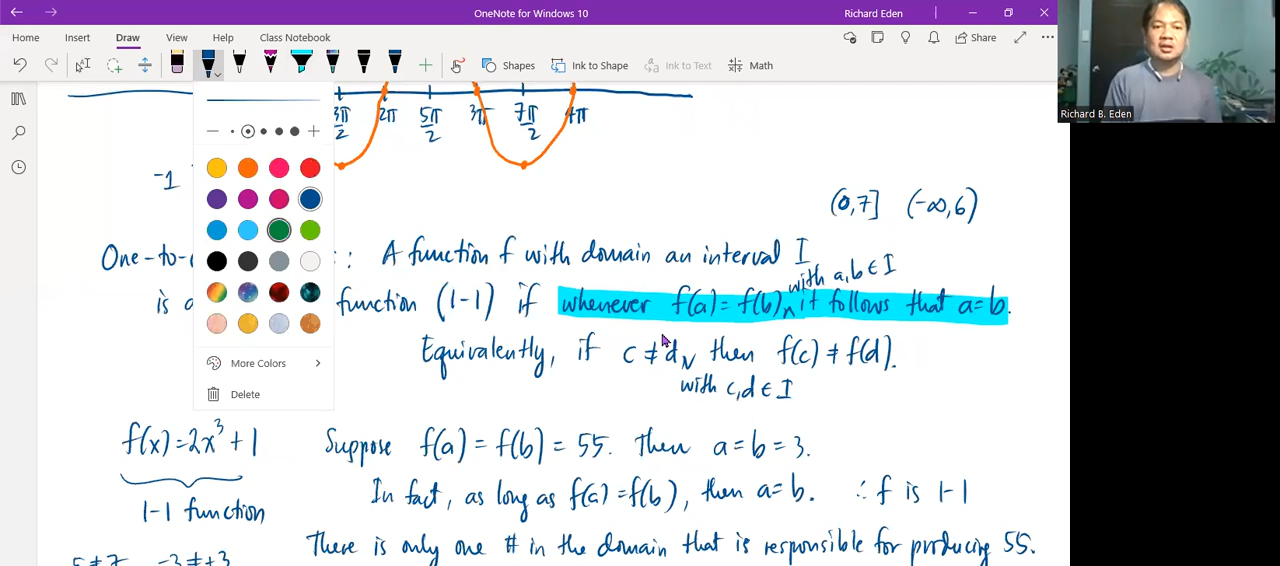 OneNote for Windows 10
Richard Eden
Home Insert Draw View Help Class Notebook
Share
Shapes Ink to Shape Ink to Text Math
Richard B. Eden
3π/2 2π 5π/2 3π 7π/2 4π
-1
(0,7] (-∞,6)
One-to- : A function f with domain an interval I
with a,b ∈ I
is a function (1-1) if whenever f(a) = f(b), it follows that a=b.
Equivalently, if c ≠ d, then f(c) ≠ f(d).
with c,d ∈ I
More Colors
Delete
f(x)=2x³+1 Suppose f(a) = f(b) = 55. Then a=b=3.
In fact, as long as f(a)=f(b), then a=b. ∴ f is 1-1
1-1 function
There is only one # in the domain that is responsible for producing 55.
5≠7 -3≠+3